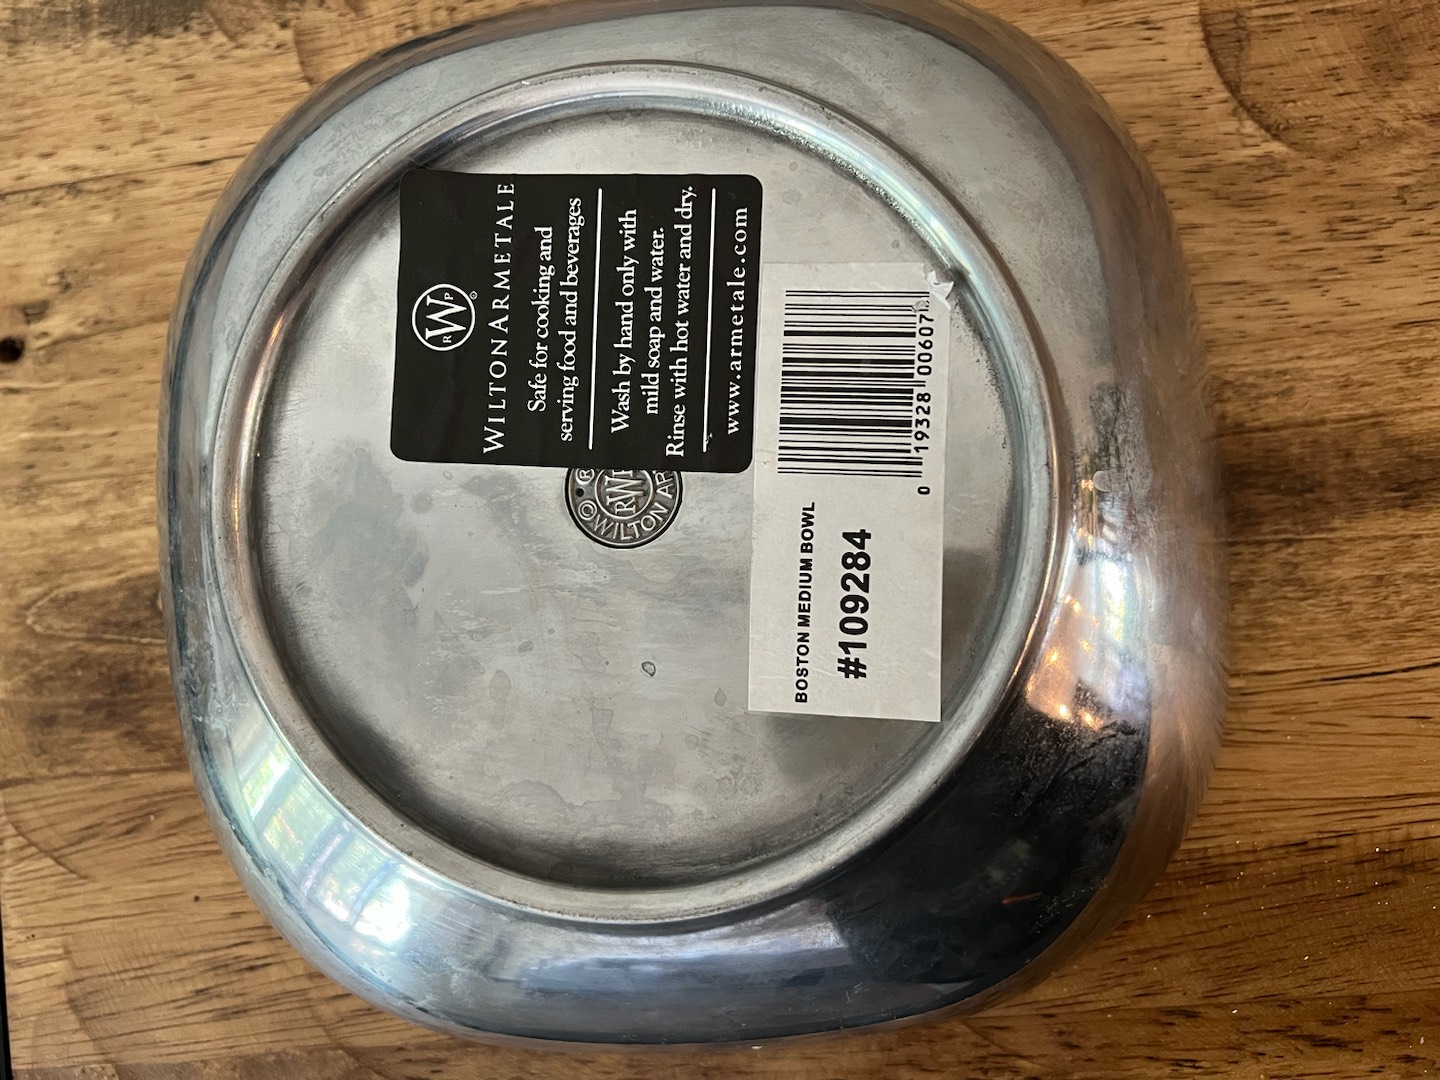 RWP
WILTONARMETALE
Safe for cooking and
serving food and beverages
Wash by hand only with
mild soap and water.
Rinse with hot water and dry.
www.armetale.com
RWP
©WILTON AR
0 19328 00607
BOSTON MEDIUM BOWL
#109284